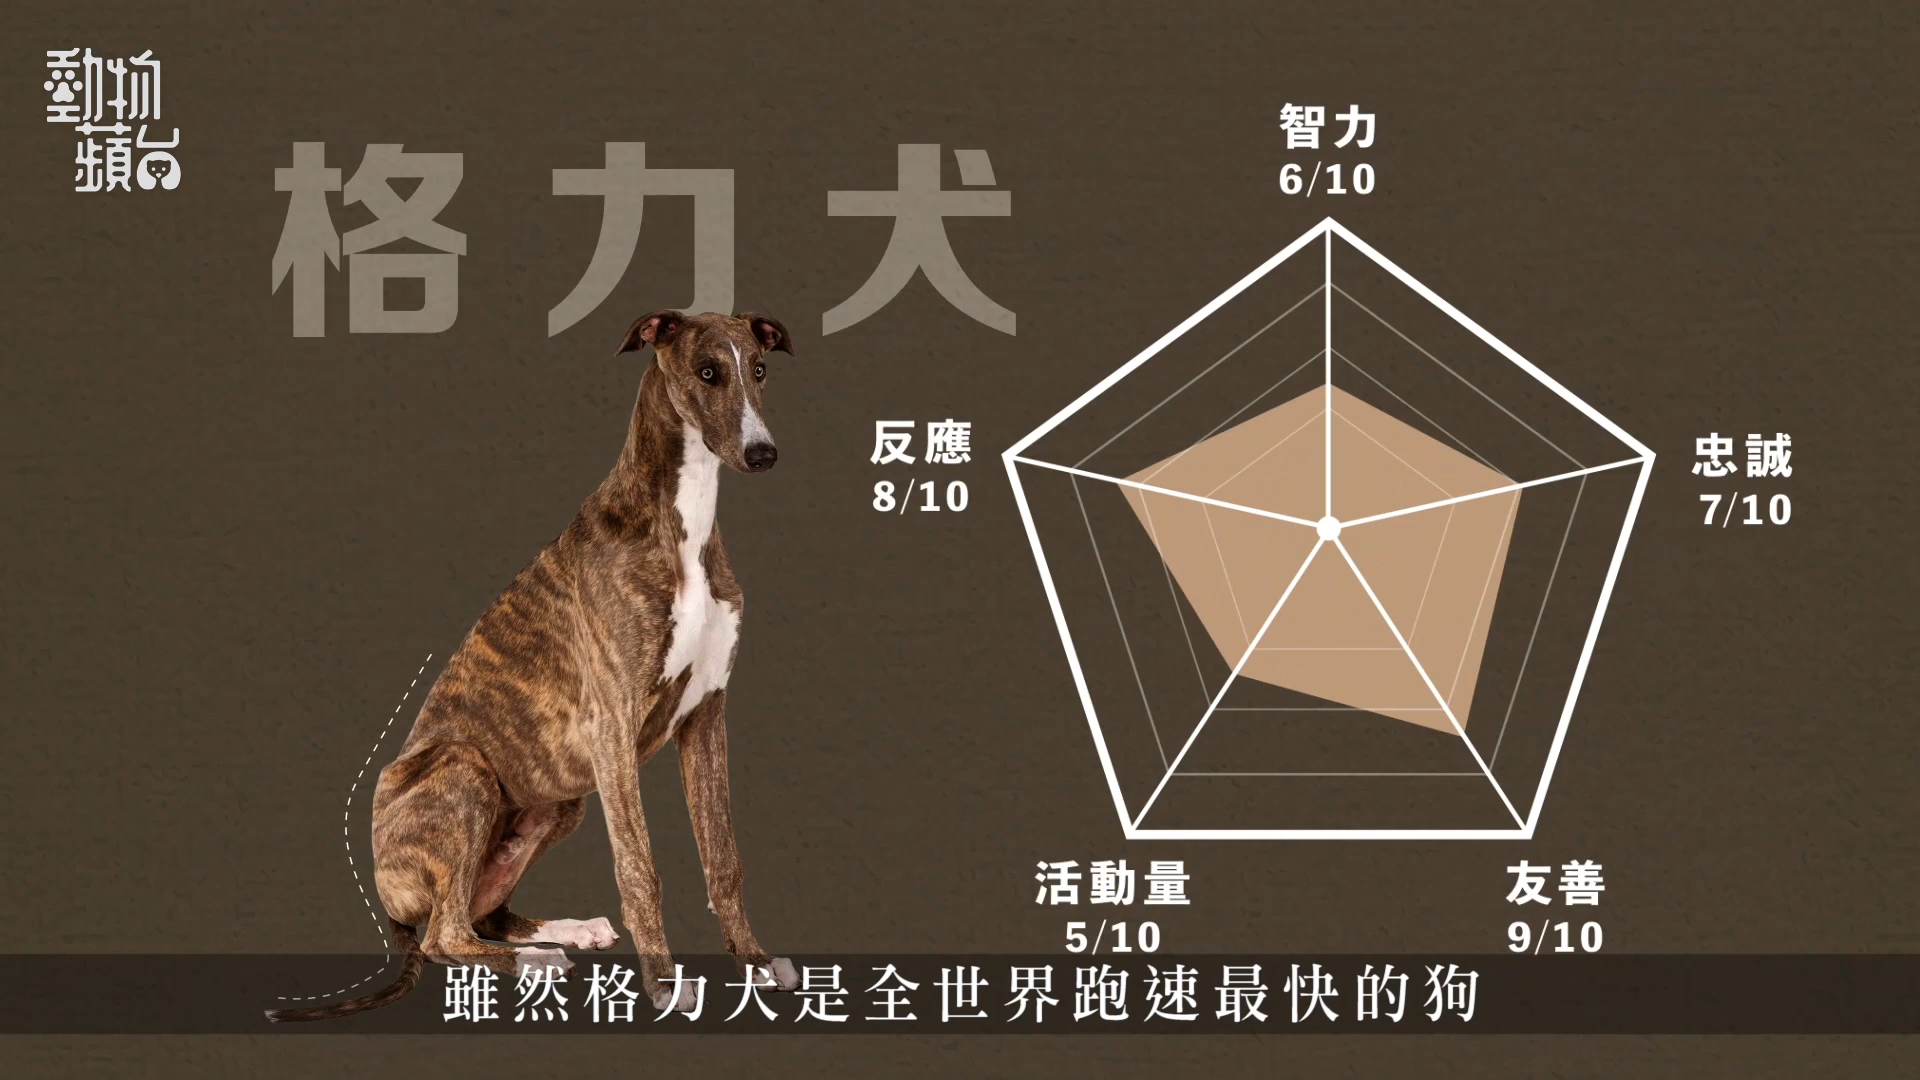 動物
蘋台
格力犬
智力
6/10
反應
8/10
忠誠
7/10
活動量
5/10
友善
9/10
雖然格力犬是全世界跑速最快的狗